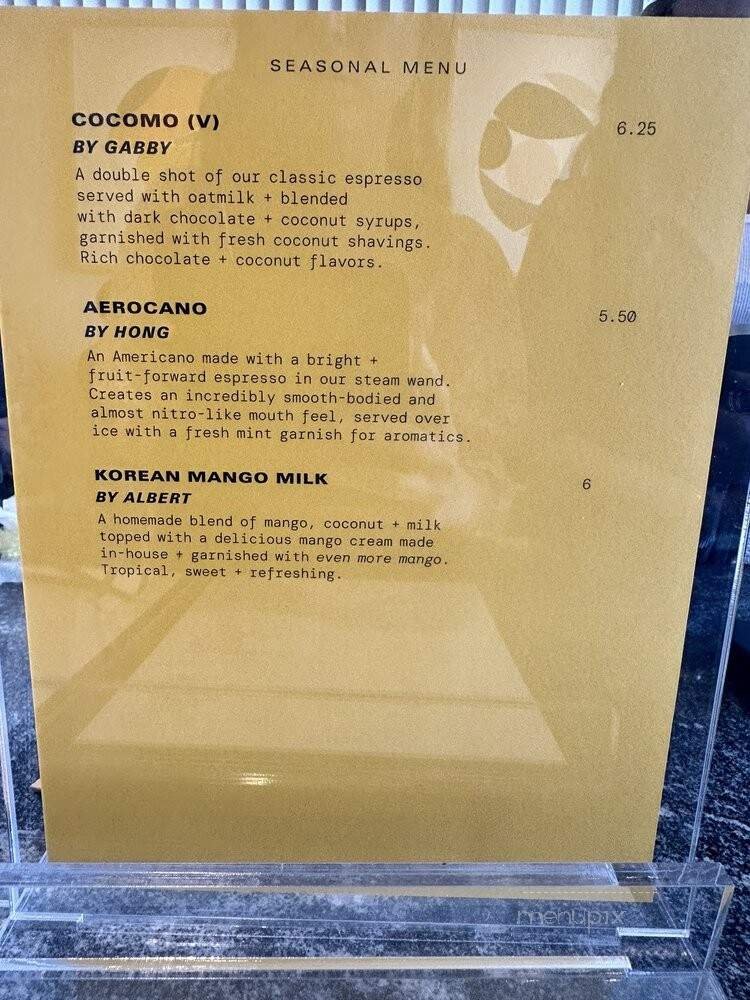 SEASONAL MENU
COCOMO (V)
6.25
BY GABBY
A double shot of our classic espresso
served with oatmilk + blended
with dark chocolate + coconut syrups,
garnished with fresh coconut shavings.
Rich chocolate + coconut flavors.
AEROCANO
5.50
BY HONG
An Americano made with a bright +
fruit-forward espresso in our steam wand.
Creates an incredibly smooth-bodied and
almost nitro-like mouth feel, served over
ice with a fresh mint garnish for aromatics.
KOREAN MANGO MILK
6
BY ALBERT
A homemade blend of mango, coconut + milk
topped with a delicious mango cream made
in-house + garnished with even more mango.
Tropical, sweet + refreshing.
menupix